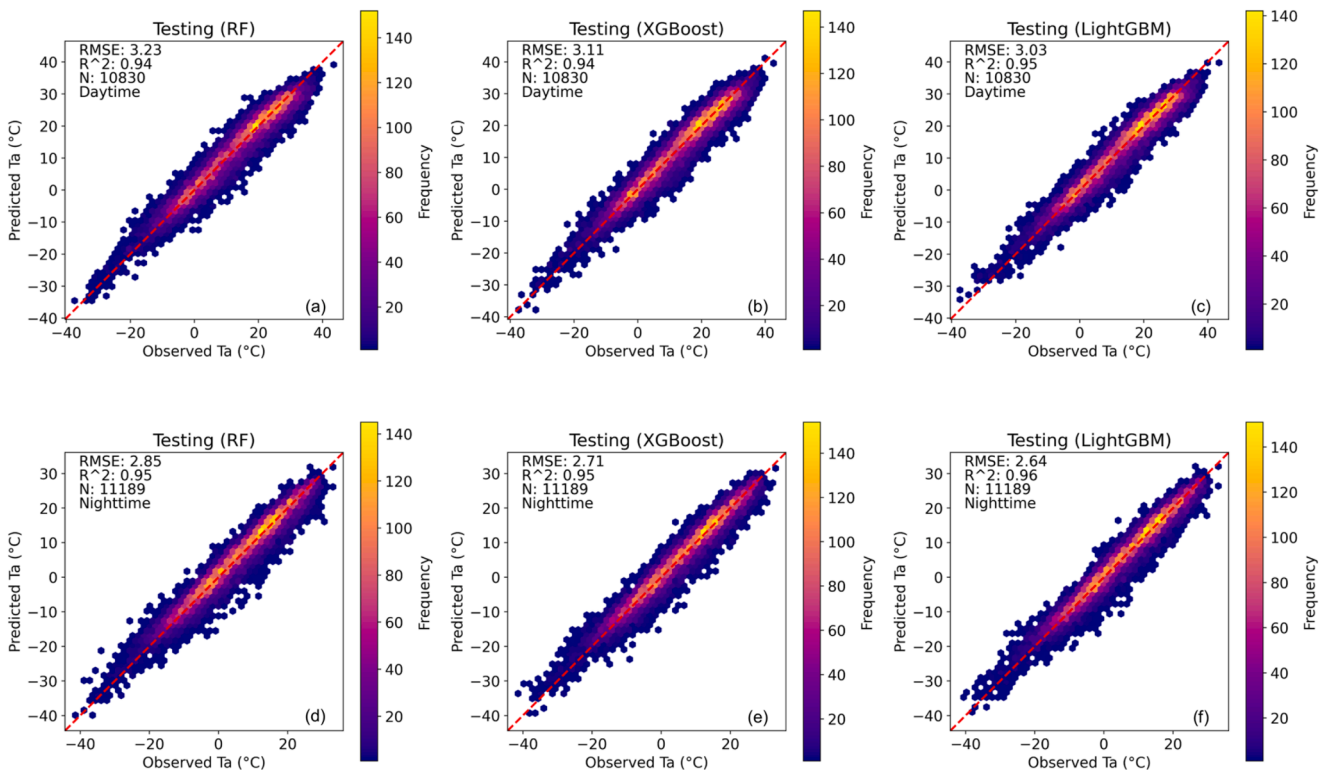 Testing (RF)
RMSE: 3.23
R^2: 0.94
N: 10830
Daytime
40
30
20
10
0
−10
−20
−30
−40
Predicted Ta (°C)
−40 −20 0 20 40
Observed Ta (°C)
(a)
140
120
100
80
60
40
20
Frequency
Testing (XGBoost)
RMSE: 3.11
R^2: 0.94
N: 10830
Daytime
40
30
20
10
0
−10
−20
−30
−40
Predicted Ta (°C)
−40 −20 0 20 40
Observed Ta (°C)
(b)
140
120
100
80
60
40
20
Frequency
Testing (LightGBM)
RMSE: 3.03
R^2: 0.95
N: 10830
Daytime
40
30
20
10
0
−10
−20
−30
−40
Predicted Ta (°C)
−40 −20 0 20 40
Observed Ta (°C)
(c)
140
120
100
80
60
40
20
Frequency
Testing (RF)
RMSE: 2.85
R^2: 0.95
N: 11189
Nighttime
30
20
10
0
−10
−20
−30
−40
Predicted Ta (°C)
−40 −20 0 20
Observed Ta (°C)
(d)
140
120
100
80
60
40
20
Frequency
Testing (XGBoost)
RMSE: 2.71
R^2: 0.95
N: 11189
Nighttime
30
20
10
0
−10
−20
−30
−40
Predicted Ta (°C)
−40 −20 0 20
Observed Ta (°C)
(e)
140
120
100
80
60
40
20
Frequency
Testing (LightGBM)
RMSE: 2.64
R^2: 0.96
N: 11189
Nighttime
30
20
10
0
−10
−20
−30
−40
Predicted Ta (°C)
−40 −20 0 20
Observed Ta (°C)
(f)
140
120
100
80
60
40
20
Frequency